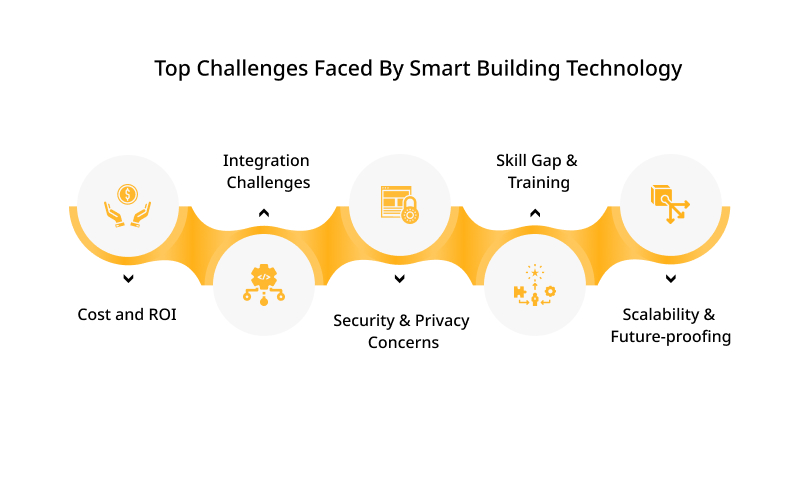 Top Challenges Faced By Smart Building Technology
Cost and ROI
Integration
Challenges
Security & Privacy
Concerns
Skill Gap &
Training
Scalability &
Future-proofing